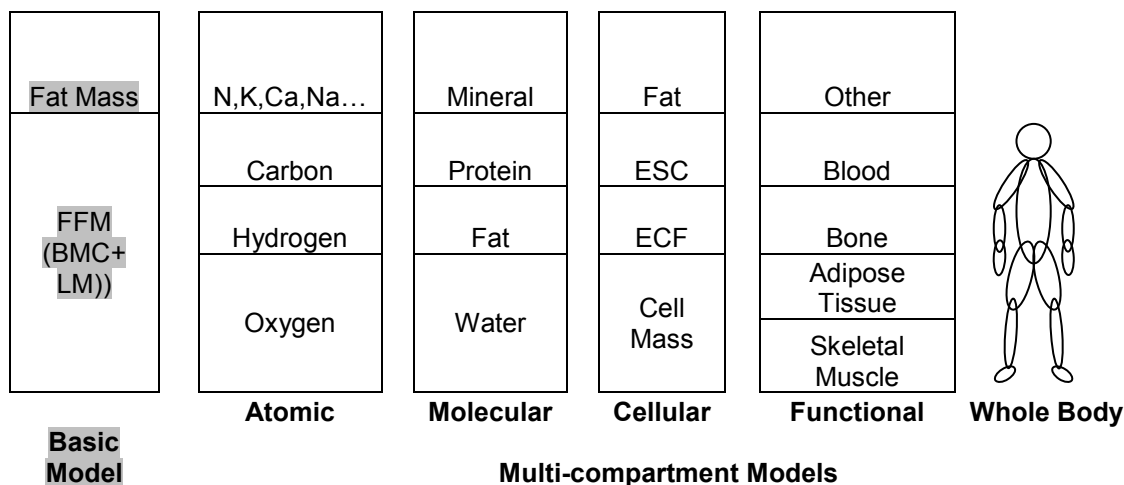 Fat Mass
FFM
(BMC+
LM))
Basic
Model
N,K,Ca,Na…
Carbon
Hydrogen
Oxygen
Atomic
Mineral
Protein
Fat
Water
Molecular
Fat
ESC
ECF
Cell
Mass
Cellular
Other
Blood
Bone
Adipose
Tissue
Skeletal
Muscle
Functional
Whole Body
Multi-compartment Models